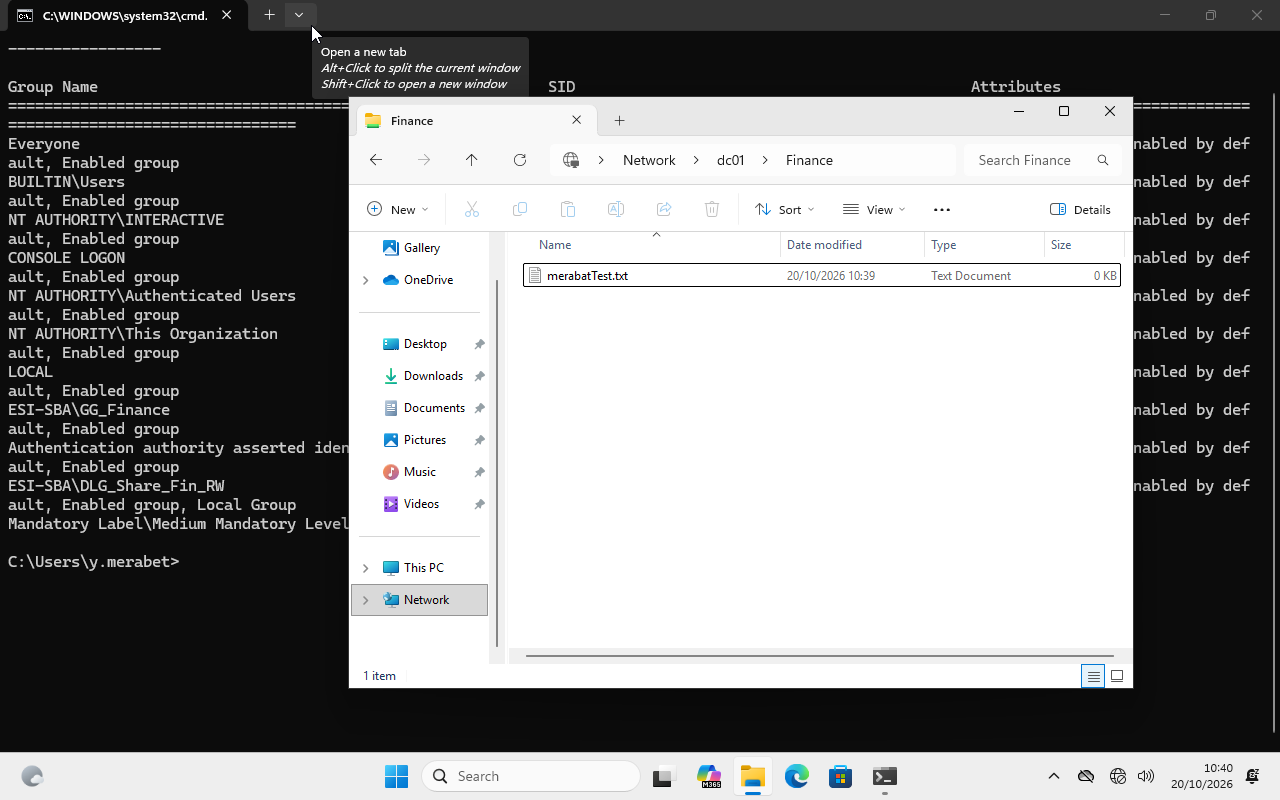 C:\WINDOWS\system32\cmd.
Open a new tab
Alt+Click to split the current window
Shift+Click to open a new window
-----------------
Group Name SID Attributes
================================
Everyone nabled by def
ault, Enabled group
BUILTIN\Users nabled by def
ault, Enabled group
NT AUTHORITY\INTERACTIVE nabled by def
ault, Enabled group
CONSOLE LOGON nabled by def
ault, Enabled group
NT AUTHORITY\Authenticated Users nabled by def
ault, Enabled group
NT AUTHORITY\This Organization nabled by def
ault, Enabled group
LOCAL nabled by def
ault, Enabled group
ESI-SBA\GG_Finance nabled by def
ault, Enabled group
Authentication authority asserted iden nabled by def
ault, Enabled group
ESI-SBA\DLG_Share_Fin_RW nabled by def
ault, Enabled group, Local Group
Mandatory Label\Medium Mandatory Level
C:\Users\y.merabet>
Finance
Network > dc01 > Finance
Search Finance
New
Sort
View
Details
Gallery
OneDrive
Desktop
Downloads
Documents
Pictures
Music
Videos
This PC
Network
Name Date modified Type Size
merabatTest.txt 20/10/2026 10:39 Text Document 0 KB
1 item
Search
M365
10:40
20/10/2026